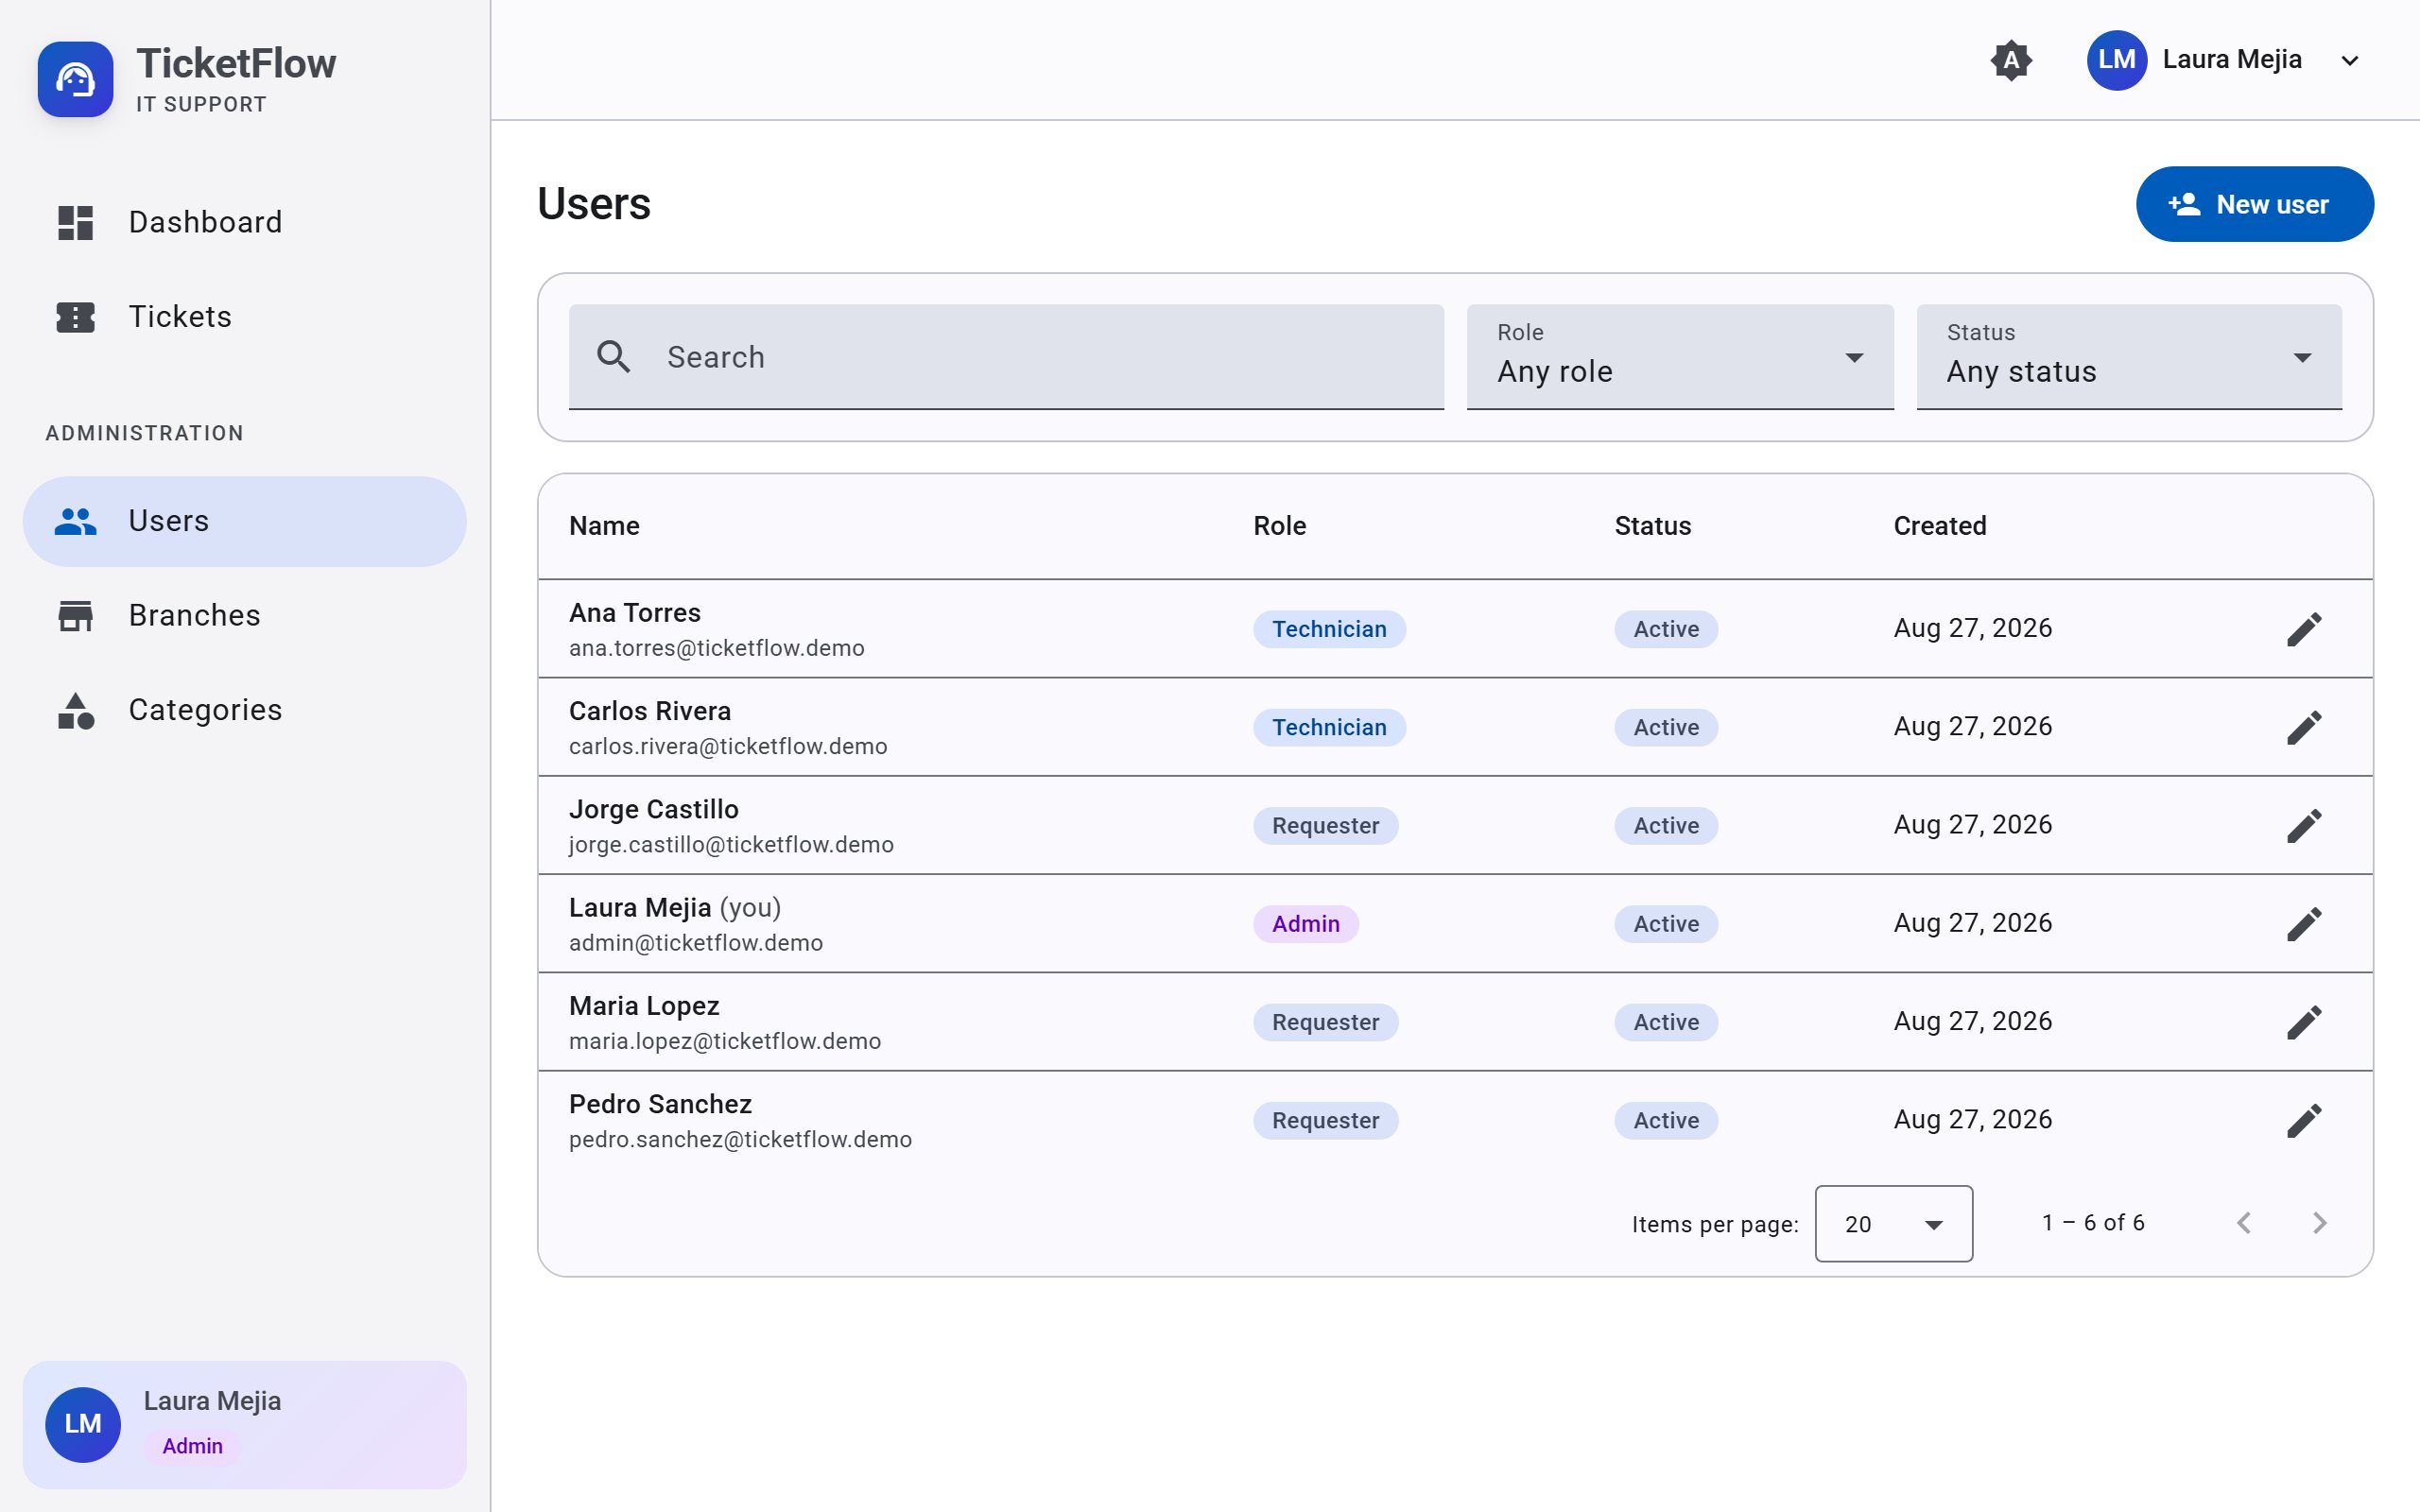 TicketFlow
IT SUPPORT
Dashboard
Tickets
ADMINISTRATION
Users
Branches
Categories
LM
Laura Mejia
Admin
A
LM Laura Mejia
Users
New user
Search
Role
Any role
Status
Any status
Name Role Status Created
Ana Torres
ana.torres@ticketflow.demo
Technician Active Aug 27, 2026
Carlos Rivera
carlos.rivera@ticketflow.demo
Technician Active Aug 27, 2026
Jorge Castillo
jorge.castillo@ticketflow.demo
Requester Active Aug 27, 2026
Laura Mejia (you)
admin@ticketflow.demo
Admin Active Aug 27, 2026
Maria Lopez
maria.lopez@ticketflow.demo
Requester Active Aug 27, 2026
Pedro Sanchez
pedro.sanchez@ticketflow.demo
Requester Active Aug 27, 2026
Items per page: 20 1 – 6 of 6